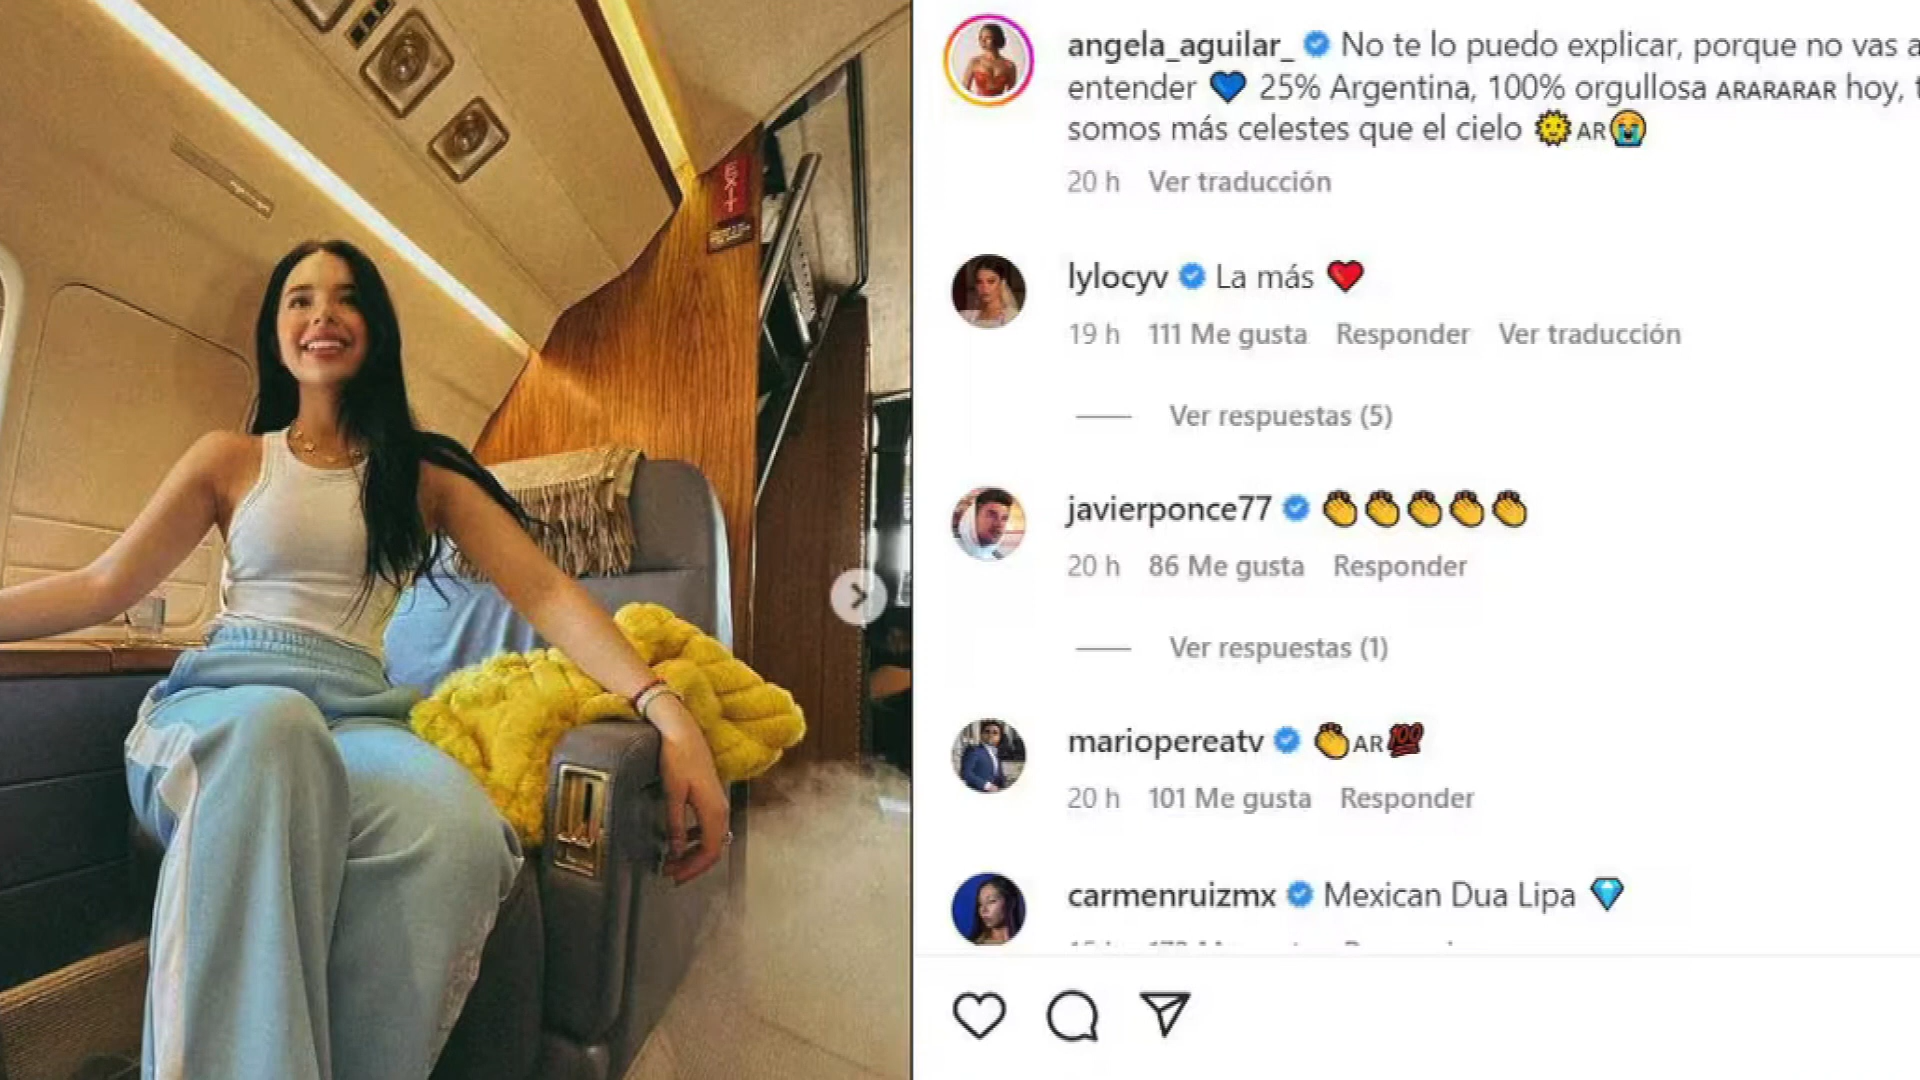 EXIT
angela_aguilar_ No te lo puedo explicar, porque no vas a
entender 💙 25% Argentina, 100% orgullosa ARARARAR hoy, t
somos más celestes que el cielo 🌞 AR😭
20 h Ver traducción
lylocyv La más ❤️
19 h 111 Me gusta Responder Ver traducción
Ver respuestas (5)
javierponce77 👏👏👏👏👏
20 h 86 Me gusta Responder
Ver respuestas (1)
mariopereatv 👏AR💯
20 h 101 Me gusta Responder
carmenruizmx Mexican Dua Lipa 💎